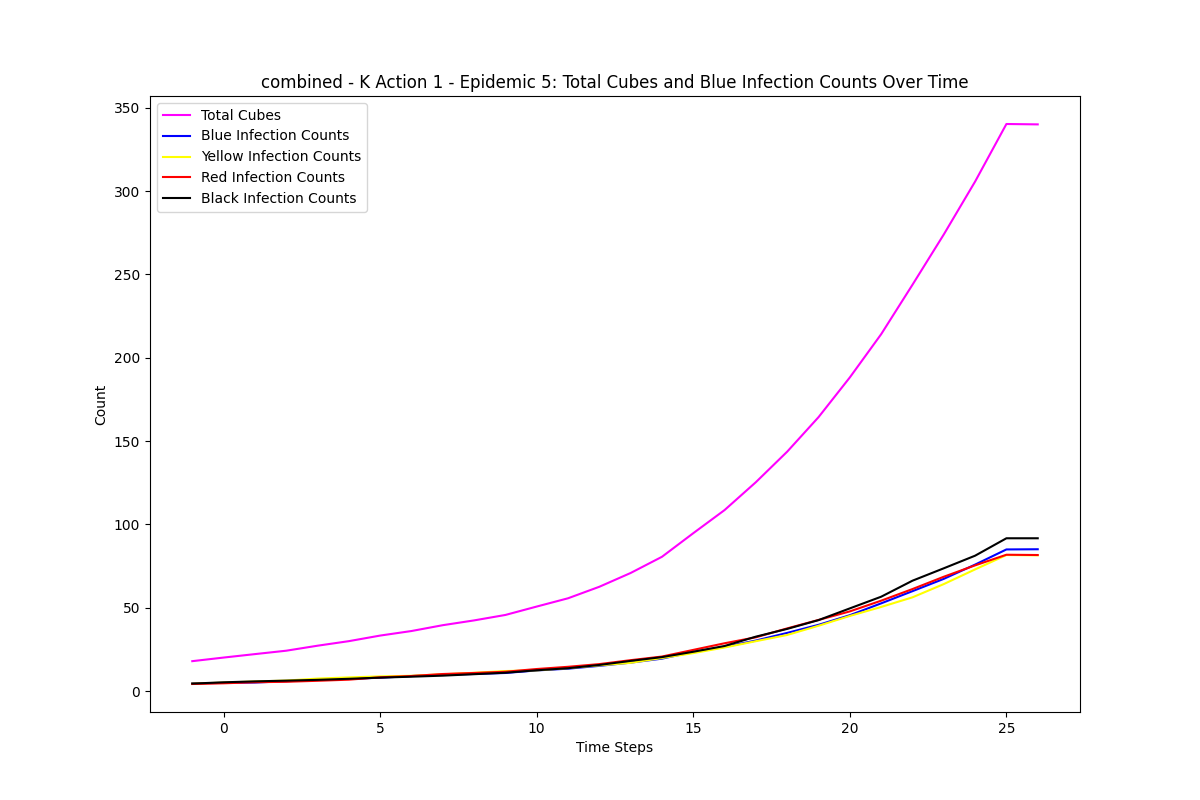 combined - K Action 1 - Epidemic 5: Total Cubes and Blue Infection Counts Over Time
350
300
250
200
150
100
50
0
Count
Total Cubes
Blue Infection Counts
Yellow Infection Counts
Red Infection Counts
Black Infection Counts
0 5 10 15 20 25
Time Steps